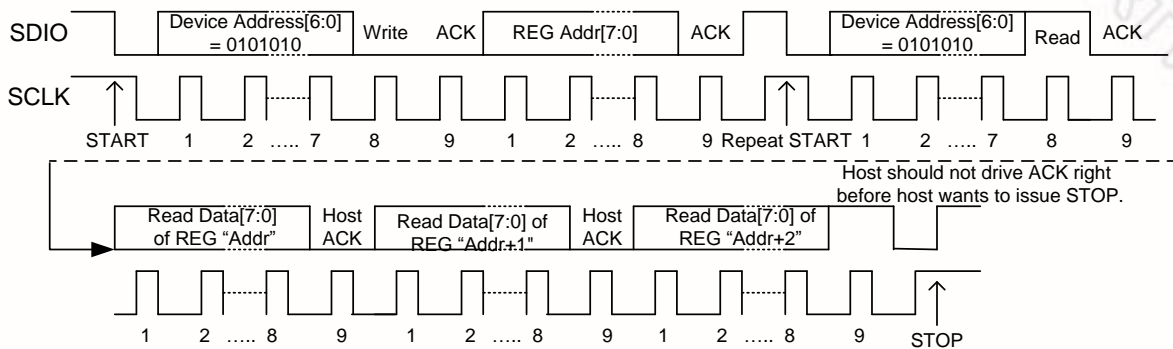 SDIO
Device Address[6:0]
= 0101010
Write
ACK
REG Addr[7:0]
ACK
Device Address[6:0]
= 0101010
Read
ACK
SCLK
START
1 2 ..... 7 8 9 1 2 ..... 8 9 Repeat START 1 2 ..... 7 8 9
Host should not drive ACK right
before host wants to issue STOP.
Read Data[7:0]
of REG “Addr”
Host
ACK
Read Data[7:0] of
REG “Addr+1"
Host
ACK
Read Data[7:0] of
REG “Addr+2”
1 2 ..... 8 9 1 2 ..... 8 9 1 2 ..... 8 9 STOP